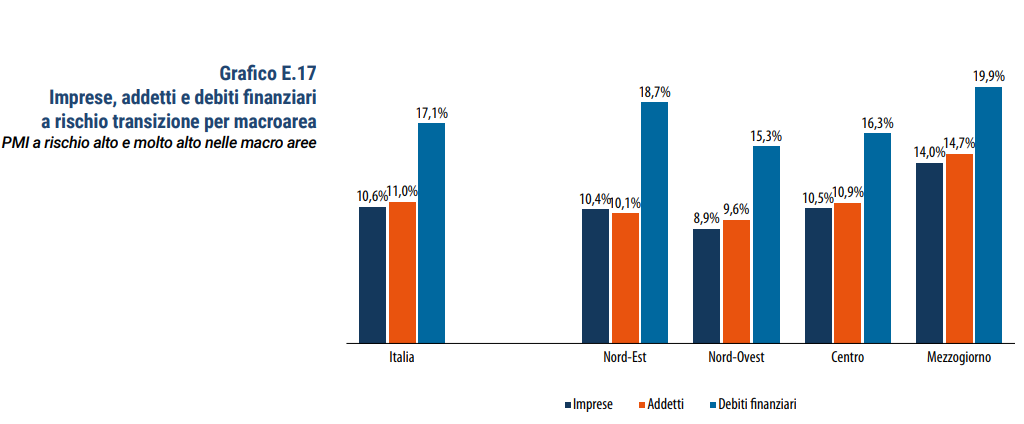 Grafico E.17
Imprese, addetti e debiti finanziari
a rischio transizione per macroarea
PMI a rischio alto e molto alto nelle macro aree
10,6% 11,0% 17,1%
10,4% 10,1% 18,7%
8,9% 9,6% 15,3%
10,5% 10,9% 16,3%
14,0% 14,7% 19,9%
Italia Nord-Est Nord-Ovest Centro Mezzogiorno
Imprese Addetti Debiti finanziari